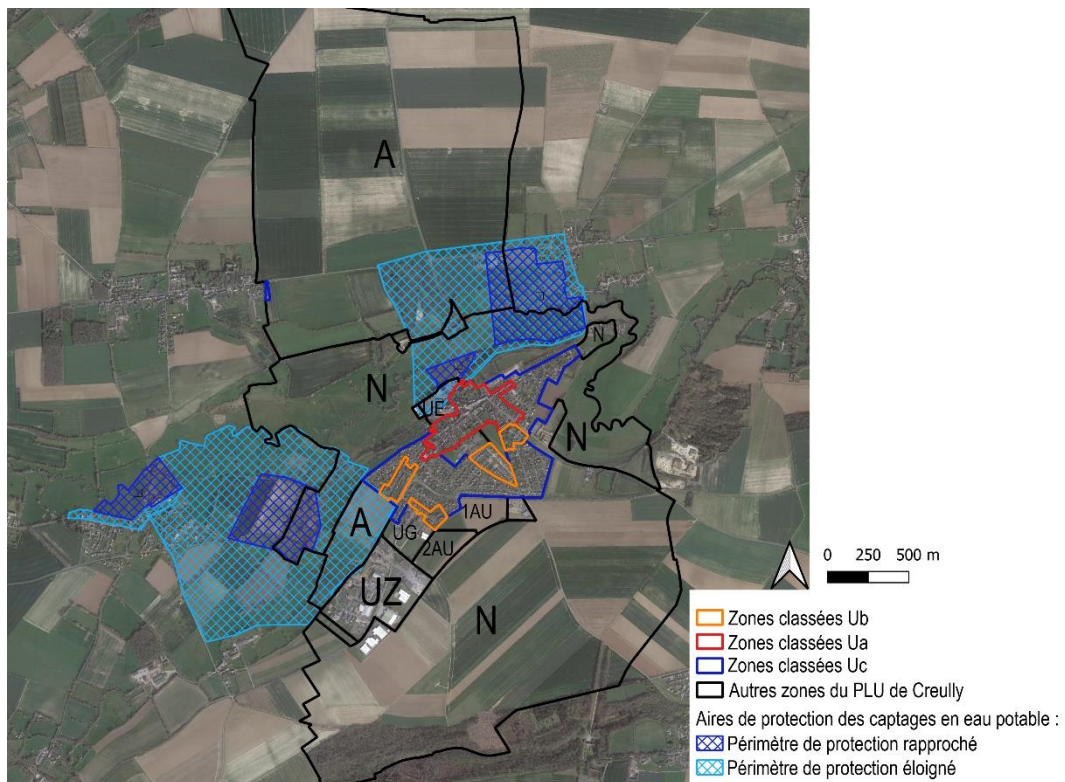 A
N
N
UE
N
A
1AU
UG
2AU
UZ
N
0 250 500 m
Zones classées Ub
Zones classées Ua
Zones classées Uc
Autres zones du PLU de Creully
Aires de protection des captages en eau potable :
Périmètre de protection rapproché
Périmètre de protection éloigné